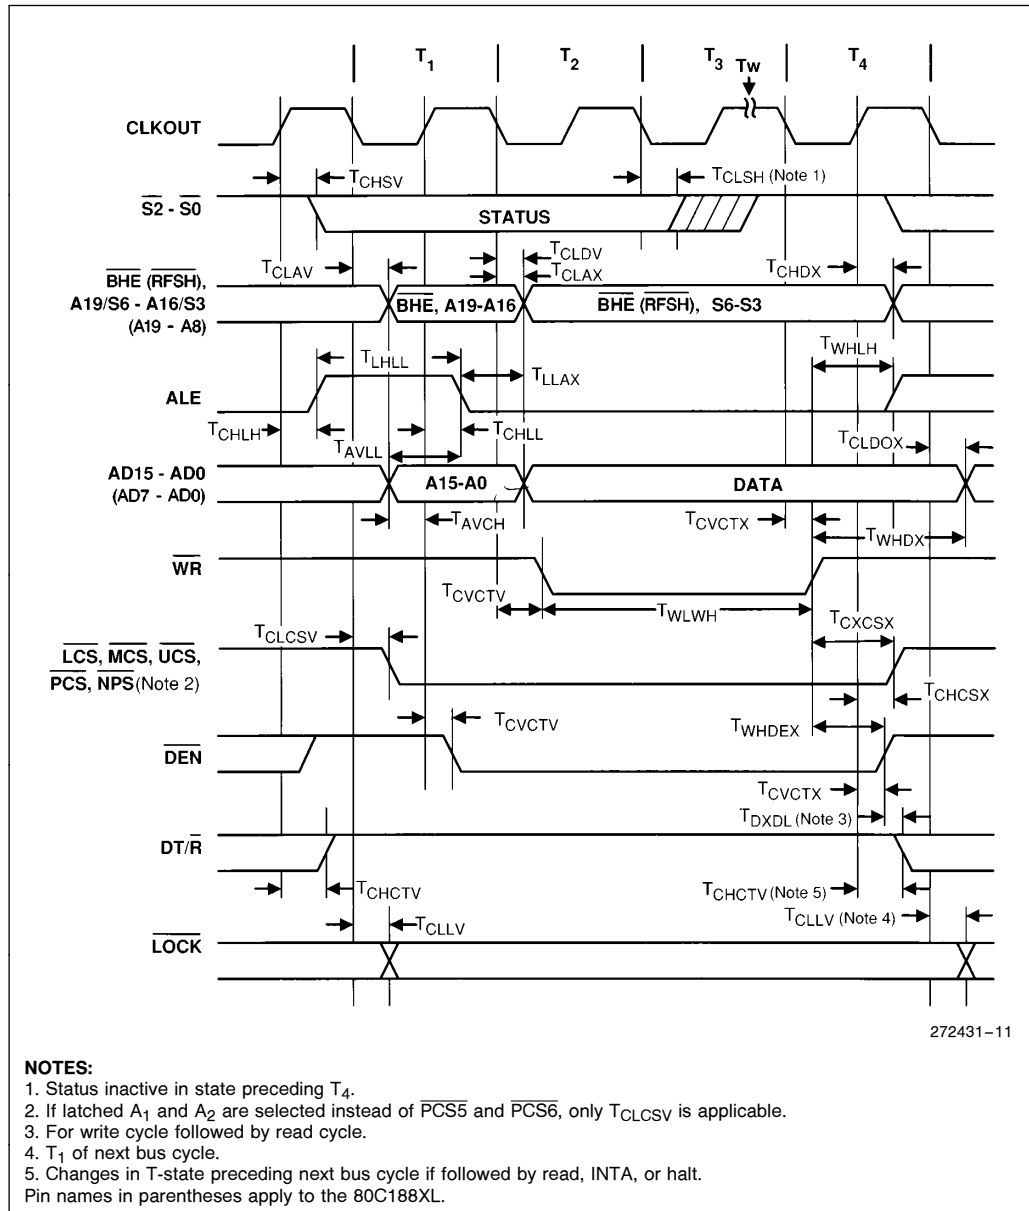 T1 T2 T3 TW T4
CLKOUT
TCHSV TCLSH (Note 1)
S2 - S0 STATUS
TCLDV
TCLAV TCLAX TCHDX
BHE (RFSH),
A19/S6 - A16/S3
(A19 - A8)
BHE, A19-A16 BHE (RFSH), S6-S3
TWHLH
TLHLL
TLLAX
ALE
TCHLH TCHLL
TCLDOX
TAVLL
AD15 - AD0
(AD7 - AD0)
A15-A0 DATA
TAVCH TCVCTX
TWHDX
WR
TCVCTV TWLWH
TCXCSX
TCLCSV
LCS, MCS, UCS,
PCS, NPS (Note 2)
TCHCSX
TCVCTV TWHDEX
DEN
TCVCTX
TDXDL (Note 3)
DT/R
TCHCTV TCHCTV (Note 5)
TCLLV TCLLV (Note 4)
LOCK
272431-11
NOTES:
1. Status inactive in state preceding T4.
2. If latched A1 and A2 are selected instead of PCS5 and PCS6, only TCLCSV is applicable.
3. For write cycle followed by read cycle.
4. T1 of next bus cycle.
5. Changes in T-state preceding next bus cycle if followed by read, INTA, or halt.
Pin names in parentheses apply to the 80C188XL.